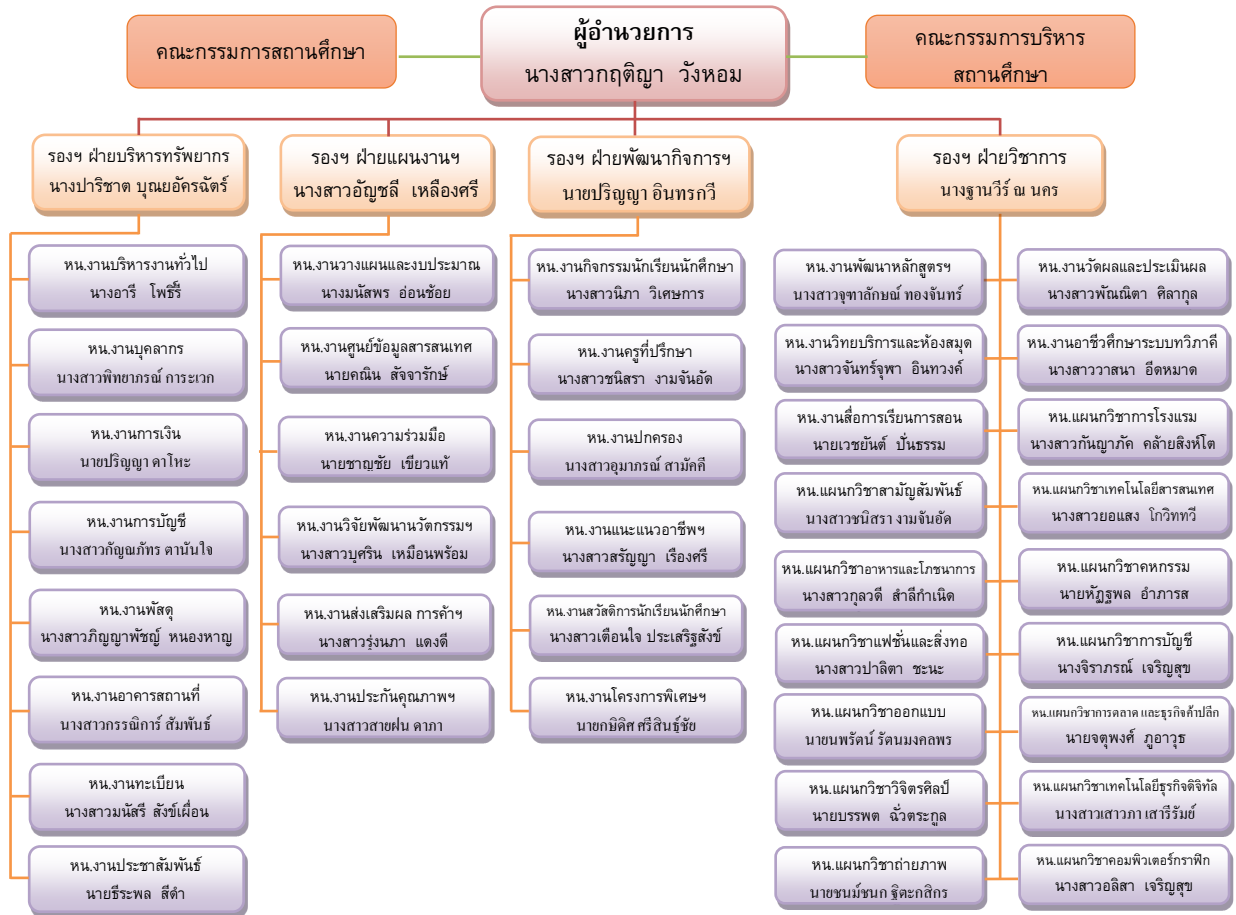 คณะกรรมการสถานศึกษา
ผู้อำนวยการ
นางสาวกฤติญา วังหอม
คณะกรรมการบริหาร
สถานศึกษา
รองฯ ฝ่ายบริหารทรัพยากร
นางปาริชาต บุณยอัครฉัตร์
รองฯ ฝ่ายแผนงานฯ
นางสาวอัญชลี เหลืองศรี
รองฯ ฝ่ายพัฒนากิจการฯ
นายปริญญา อินทรกวี
รองฯ ฝ่ายวิชาการ
นางฐานวีร์ ณ นคร
หน.งานบริหารงานทั่วไป
นางอารี โพธิ์รี
หน.งานบุคลากร
นางสาวพิทยาภรณ์ การะเวก
หน.งานการเงิน
นายปริญญา ดาโหะ
หน.งานการบัญชี
นางสาวกัญณภัทร ตานันใจ
หน.งานพัสดุ
นางสาวภิญญาพัชญ์ หนองหาญ
หน.งานอาคารสถานที่
นางสาวกรรณิการ์ สัมพันธ์
หน.งานทะเบียน
นางสาวมนัสรี สังข์เผื่อน
หน.งานประชาสัมพันธ์
นายธีระพล สีดำ
หน.งานวางแผนและงบประมาณ
นางมนัสพร อ่อนช้อย
หน.งานศูนย์ข้อมูลสารสนเทศ
นายคณิน สัจจารักษ์
หน.งานความร่วมมือ
นายชาญชัย เขียวแท้
หน.งานวิจัยพัฒนานวัตกรรมฯ
นางสาวบุศริน เหมือนพร้อม
หน.งานส่งเสริมผล การค้าฯ
นางสาวรุ่งนภา แดงดี
หน.งานประกันคุณภาพฯ
นางสาวสายฝน ดาภา
หน.งานกิจกรรมนักเรียนนักศึกษา
นางสาวนิภา วิเศษการ
หน.งานครูที่ปรึกษา
นางสาวชนิสรา งามจันอัด
หน.งานปกครอง
นางสาวอุมาภรณ์ สามัคคี
หน.งานแนะแนวอาชีพฯ
นางสาวสรัญญา เรืองศรี
หน.งานสวัสดิการนักเรียนนักศึกษา
นางสาวเตือนใจ ประเสริฐสังข์
หน.งานโครงการพิเศษฯ
นายกษิดิศ ศรีสินธุ์ชัย
หน.งานพัฒนาหลักสูตรฯ
นางสาวจุฑาลักษณ์ ทองจันทร์
หน.งานวัดผลและประเมินผล
นางสาวพัณณิตา ศิลากุล
หน.งานวิทยบริการและห้องสมุด
นางสาวจันทร์จุพา อินทวงค์
หน.งานอาชีวศึกษาระบบทวิภาคี
นางสาววาสนา อีดหมาด
หน.งานสื่อการเรียนการสอน
นายเวชยันต์ ปั่นธรรม
หน.แผนกวิชาการโรงแรม
นางสาวกันญาภัค คล้ายสิงห์โต
หน.แผนกวิชาสามัญสัมพันธ์
นางสาวชนิสรา งามจันอัด
หน.แผนกวิชาเทคโนโลยีสารสนเทศ
นางสาวยอแสง โกวิททวี
หน.แผนกวิชาอาหารและโภชนาการ
นางสาวกุลวดี สำลีกำเนิด
หน.แผนกวิชาคหกรรม
นายหัฎฐพล อำภารส
หน.แผนกวิชาแฟชั่นและสิ่งทอ
นางสาวปาลิตา ชะนะ
หน.แผนกวิชาการบัญชี
นางจิราภรณ์ เจริญสุข
หน.แผนกวิชาออกแบบ
นายนพรัตน์ รัตนมงคลพร
หน.แผนกวิชาการตลาด และธุรกิจค้าปลีก
นายจตุพงศ์ ภูอาวุธ
หน.แผนกวิชาวิจิตรศิลป์
นายบรรพต ฉั่วตระกูล
หน.แผนกวิชาเทคโนโลยีธุรกิจดิจิทัล
นางสาวเสาวภา เสารีรัมย์
หน.แผนกวิชาถ่ายภาพ
นายชนม์ชนก ฐิตะกสิกร
หน.แผนกวิชาคอมพิวเตอร์กราฟิก
นางสาวอลิสา เจริญสุข